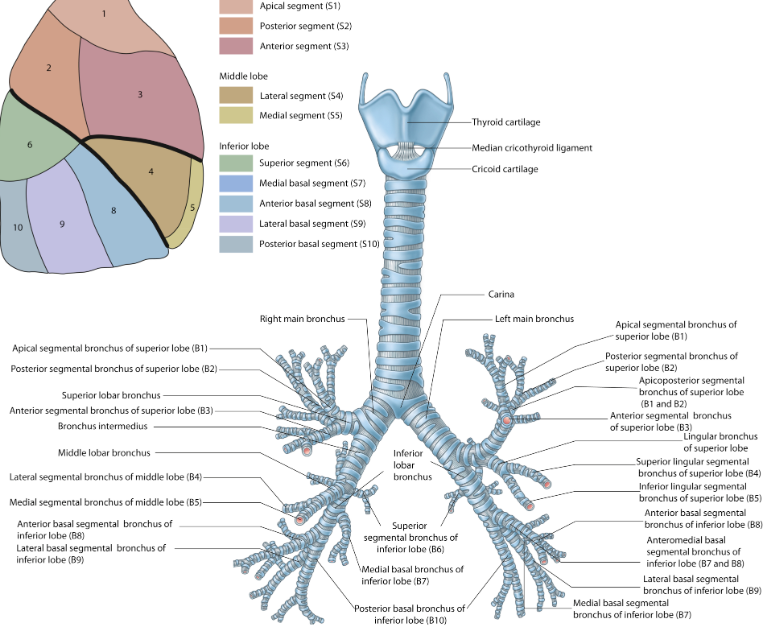 1
2
3
6
4
5
10
9
8
Apical segment (S1)
Posterior segment (S2)
Anterior segment (S3)
Middle lobe
Lateral segment (S4)
Medial segment (S5)
Inferior lobe
Superior segment (S6)
Medial basal segment (S7)
Anterior basal segment (S8)
Lateral basal segment (S9)
Posterior basal segment (S10)
Thyroid cartilage
Median cricothyroid ligament
Cricoid cartilage
Carina
Right main bronchus
Left main bronchus
Apical segmental bronchus of superior lobe (B1)
Posterior segmental bronchus of superior lobe (B2)
Superior lobar bronchus
Anterior segmental bronchus of superior lobe (B3)
Bronchus intermedius
Middle lobar bronchus
Lateral segmental bronchus of middle lobe (B4)
Medial segmental bronchus of middle lobe (B5)
Anterior basal segmental bronchus of
inferior lobe (B8)
Lateral basal segmental bronchus of
inferior lobe (B9)
Inferior
lobar
bronchus
Superior
segmental bronchus of
inferior lobe (B6)
Medial basal bronchus of
inferior lobe (B7)
Posterior basal bronchus of
inferior lobe (B10)
Apical segmental bronchus of
superior lobe (B1)
Posterior segmental bronchus of
superior lobe (B2)
Apicoposterior segmental
bronchus of superior lobe
(B1 and B2)
Anterior segmental bronchus
of superior lobe (B3)
Lingular bronchus
of superior lobe
Superior lingular segmental
bronchus of superior lobe (B4)
Inferior lingular segmental
bronchus of superior lobe (B5)
Anterior basal segmental
bronchus of inferior lobe (B8)
Anteromedial basal
segmental bronchus of
inferior lobe (B7 and B8)
Lateral basal segmental
bronchus of inferior lobe (B9)
Medial basal segmental
bronchus of inferior lobe (B7)